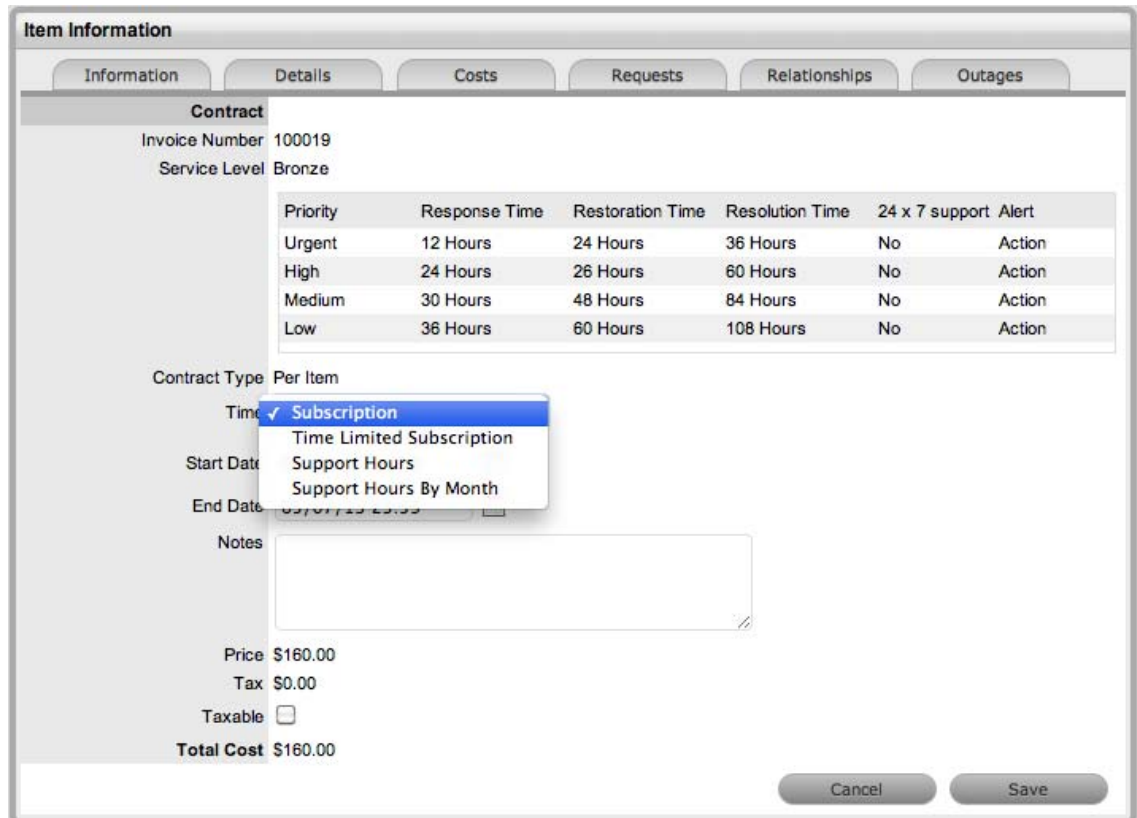 Item Information
Information Details Costs Requests Relationships Outages
Contract
Invoice Number 100019
Service Level Bronze
Priority Response Time Restoration Time Resolution Time 24 x 7 support Alert
Urgent 12 Hours 24 Hours 36 Hours No Action
High 24 Hours 26 Hours 60 Hours No Action
Medium 30 Hours 48 Hours 84 Hours No Action
Low 36 Hours 60 Hours 108 Hours No Action
Contract Type Per Item
Time ✓ Subscription
Time Limited Subscription
Start Date Support Hours
Support Hours By Month
End Date
Notes
Price $160.00
Tax $0.00
Taxable
Total Cost $160.00
Cancel Save